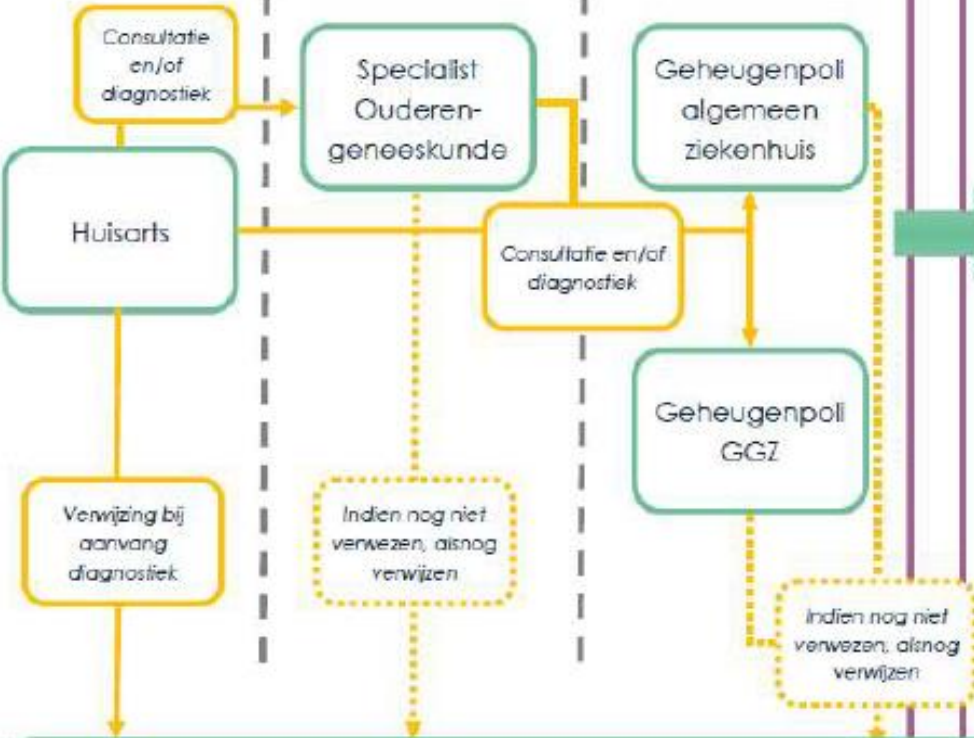 Consultatie
en/of
diagnostiek
Specialist
Ouderen-
geneeskunde
Geheugenpoli
algemeen
ziekenhuis
Huisarts
Consultatie en/of
diagnostiek
Geheugenpoli
GGZ
Verwijzing bij
aanvang
diagnostiek
Indien nog niet
verwezen, alsnog
verwijzen
Indien nog niet
verwezen, alsnog
verwijzen